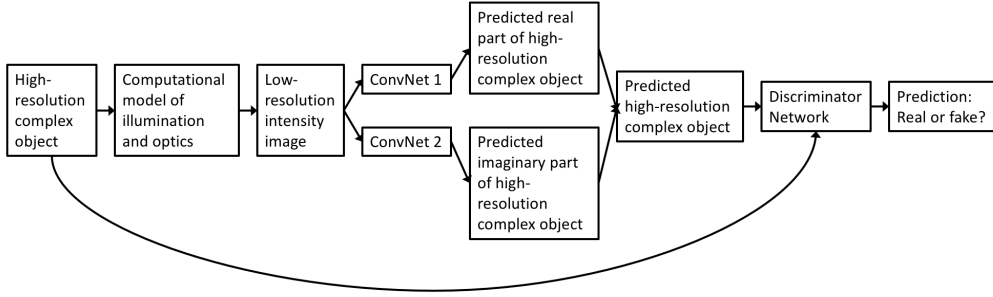 High-
resolution
complex
object
Computational
model of
illumination
and optics
Low-
resolution
intensity
image
ConvNet 1
ConvNet 2
Predicted real
part of high-
resolution
complex object
Predicted
imaginary part
of high-
resolution
complex object
Predicted
high-resolution
complex object
Discriminator
Network
Prediction:
Real or fake?